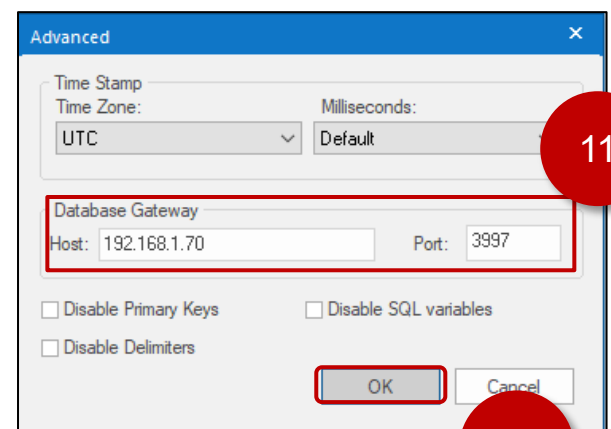 Advanced
Time Stamp
Time Zone: Milliseconds:
UTC Default
11
Database Gateway
Host: 192.168.1.70 Port: 3997
Disable Primary Keys Disable SQL variables
Disable Delimiters
OK Cancel